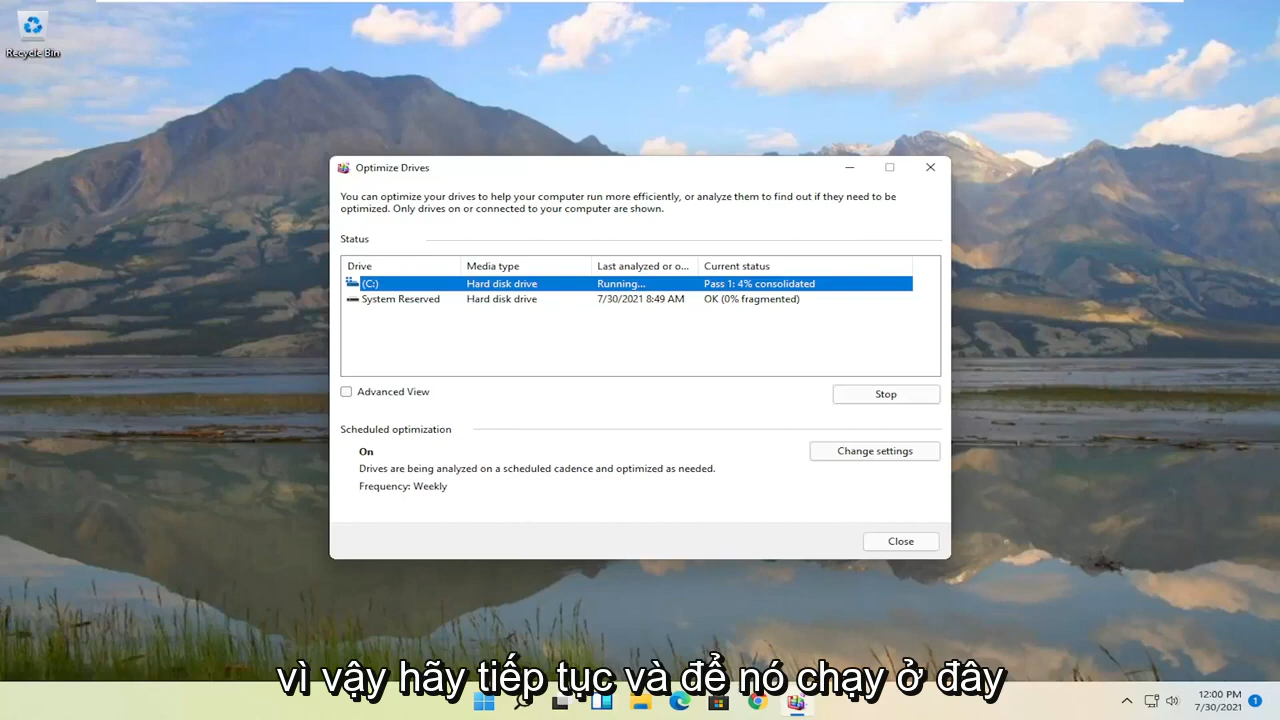 Recycle Bin
Optimize Drives
You can optimize your drives to help your computer run more efficiently, or analyze them to find out if they need to be
optimized. Only drives on or connected to your computer are shown.
Status
Drive Media type Last analyzed or o... Current status
(C:) Hard disk drive Running... Pass 1: 4% consolidated
System Reserved Hard disk drive 7/30/2021 8:49 AM OK (0% fragmented)
Advanced View
Stop
Scheduled optimization
On
Change settings
Drives are being analyzed on a scheduled cadence and optimized as needed.
Frequency: Weekly
Close
vì vậy hãy tiếp tục và để nó chạy ở đây
12:00 PM
7/30/2021
1